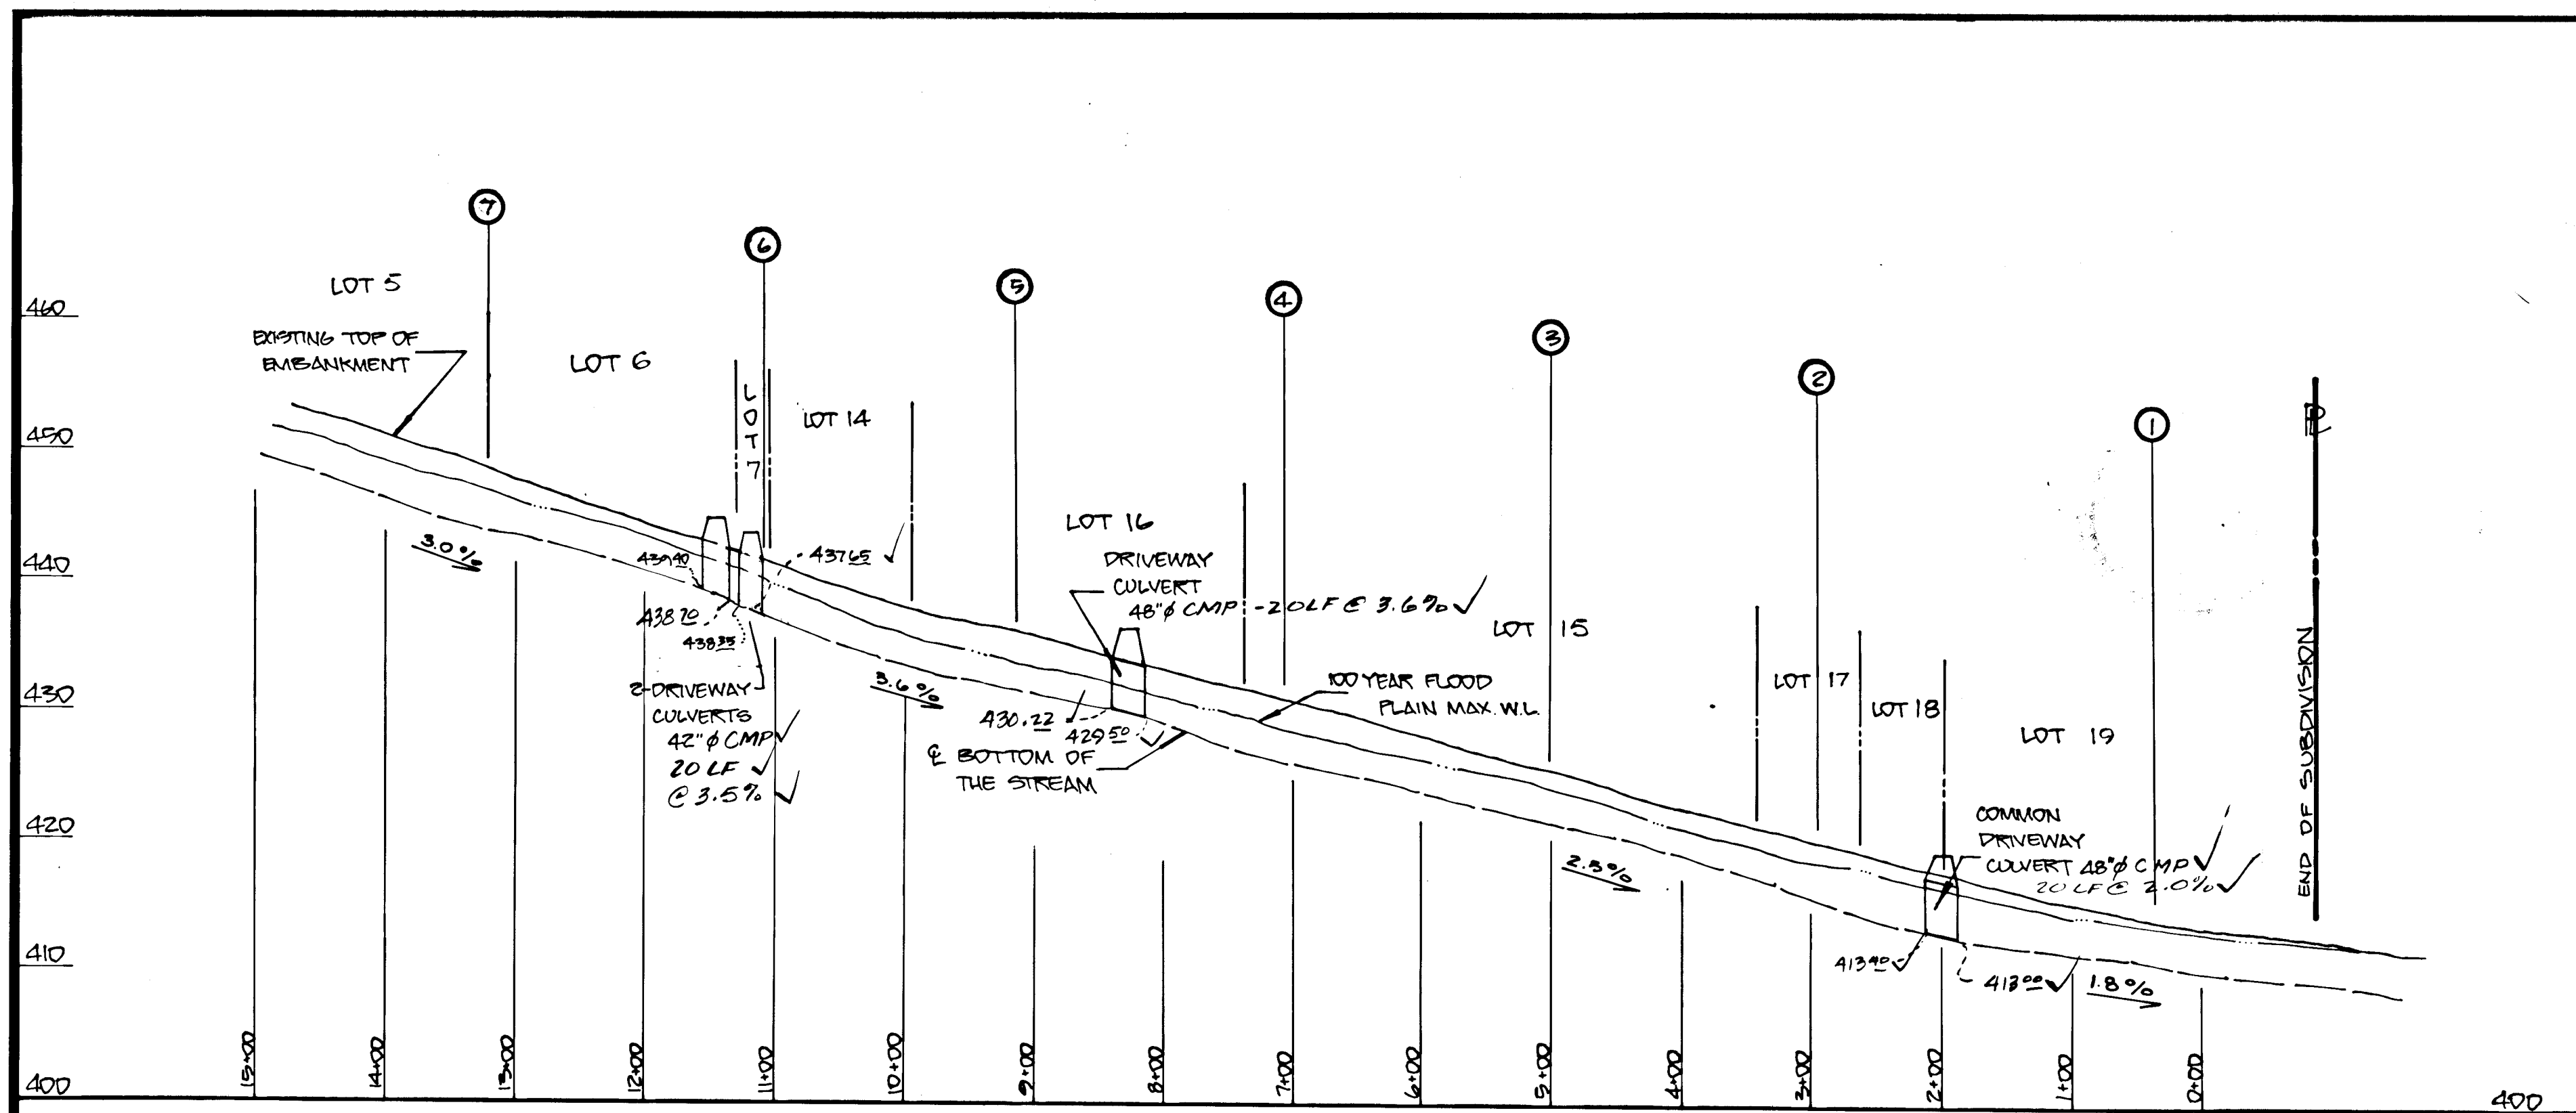 7
6
5
4
3
2
1
LOT 5
460
EXISTING TOP OF
EMBANKMENT
LOT 6
LOT 7
LOT 14
450
440
3.0%
439.40
437.65 ✓
438.70
438.35
2-DRIVEWAY
CULVERTS
42"φ CMP ✓
20 LF ✓
@ 3.5% ✓
LOT 16
DRIVEWAY
CULVERT
48"φ CMP - 20 LF @ 3.6% ✓
LOT 15
430
3.6%
430.22
429.50 ✓
℄ BOTTOM OF
THE STREAM
100 YEAR FLOOD
PLAIN MAX. W.L.
LOT 17
LOT 18
LOT 19
END OF SUBDIVISION
420
2.5%
COMMON
DRIVEWAY
CULVERT 48"φ CMP ✓
20 LF @ 2.0% ✓
410
413.40 ✓
413.00 ✓
1.8%
400
15+00
14+00
13+00
12+00
11+00
10+00
9+00
8+00
7+00
6+00
5+00
4+00
3+00
2+00
1+00
0+00
400